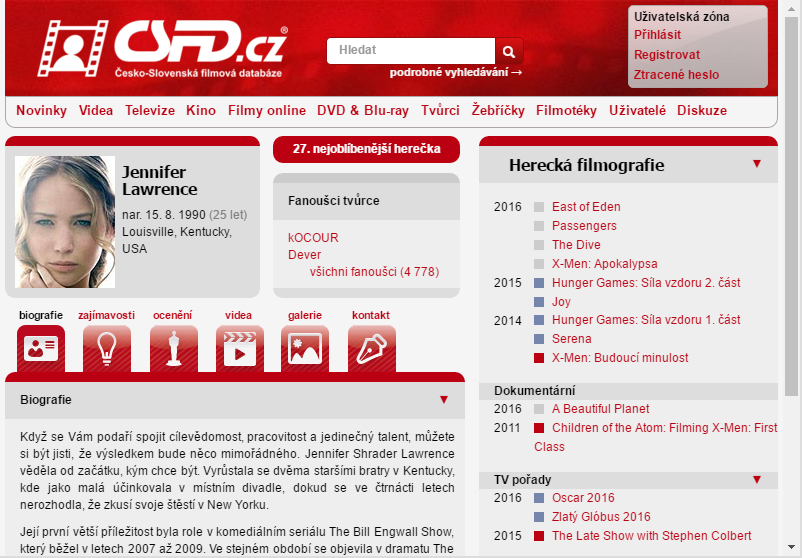 ČSFD.cz®
Česko-Slovenská filmová databáze
Hledat
podrobné vyhledávání →
Uživatelská zóna
Přihlásit
Registrovat
Ztracené heslo
Novinky Videa Televize Kino Filmy online DVD & Blu-ray Tvůrci Žebříčky Filmotéky Uživatelé Diskuze
Jennifer
Lawrence
nar. 15. 8. 1990 (25 let)
Louisville, Kentucky,
USA
27. nejoblíbenější herečka
Fanoušci tvůrce
kOCOUR
Dever
všichni fanoušci (4 778)
biografie zajímavosti ocenění videa galerie kontakt
Biografie ▼
Když se Vám podaří spojit cílevědomost, pracovitost a jedinečný talent, můžete
si být jisti, že výsledkem bude něco mimořádného. Jennifer Shrader Lawrence
věděla od začátku, kým chce být. Vyrůstala se dvěma staršími bratry v Kentucky,
kde jako malá účinkovala v místním divadle, dokud se ve čtrnácti letech
nerozhodla, že zkusí svoje štěstí v New Yorku.
Její první větší příležitost byla role v komediálním seriálu The Bill Engwall Show,
který běžel v letech 2007 až 2009. Ve stejném období se objevila v dramatu The
Herecká filmografie ▼
2016 East of Eden
Passengers
The Dive
X-Men: Apokalypsa
2015 Hunger Games: Síla vzdoru 2. část
Joy
2014 Hunger Games: Síla vzdoru 1. část
Serena
X-Men: Budoucí minulost
Dokumentární
2016 A Beautiful Planet
2011 Children of the Atom: Filming X-Men: First
Class
TV pořady ▼
2016 Oscar 2016
Zlatý Glóbus 2016
2015 The Late Show with Stephen Colbert